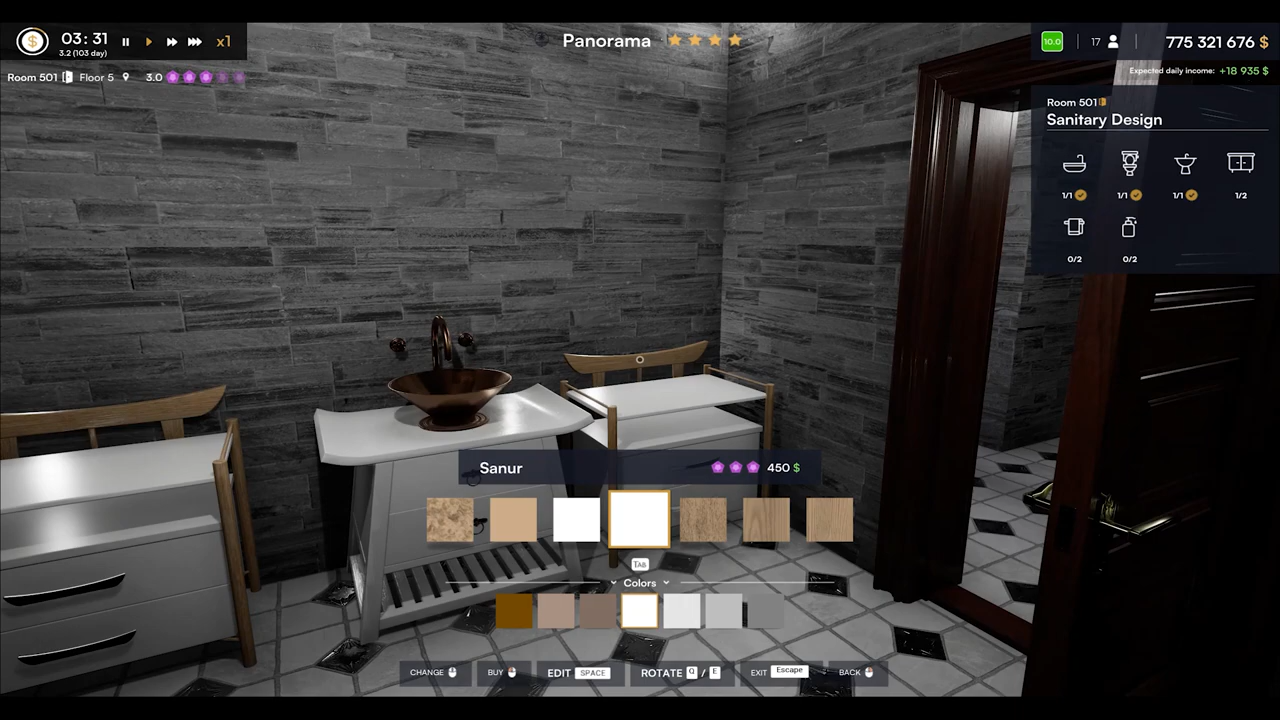 03: 31
3.2 (103 day)
x1
Panorama
10.0
17
775 321 676 $
Expected daily income: +18 935 $
Room 501
Floor 5
3.0
Room 501
Sanitary Design
1/1
1/1
1/1
1/2
0/2
0/2
Sanur
450 $
TAB
Colors
CHANGE
BUY
EDIT SPACE
ROTATE Q / E
EXIT Escape
BACK